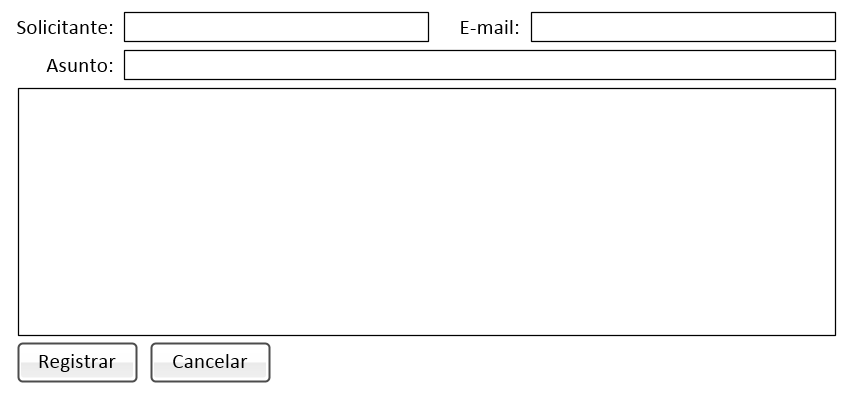 Solicitante: E-mail:
Asunto:
Registrar Cancelar